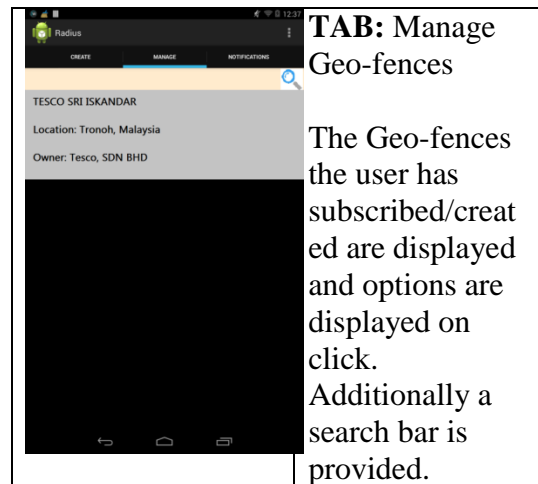 12:37
Radius
CREATE MANAGE NOTIFICATIONS
TESCO SRI ISKANDAR
Location: Tronoh, Malaysia
Owner: Tesco, SDN BHD
TAB: Manage
Geo-fences
The Geo-fences
the user has
subscribed/creat
ed are displayed
and options are
displayed on
click.
Additionally a
search bar is
provided.